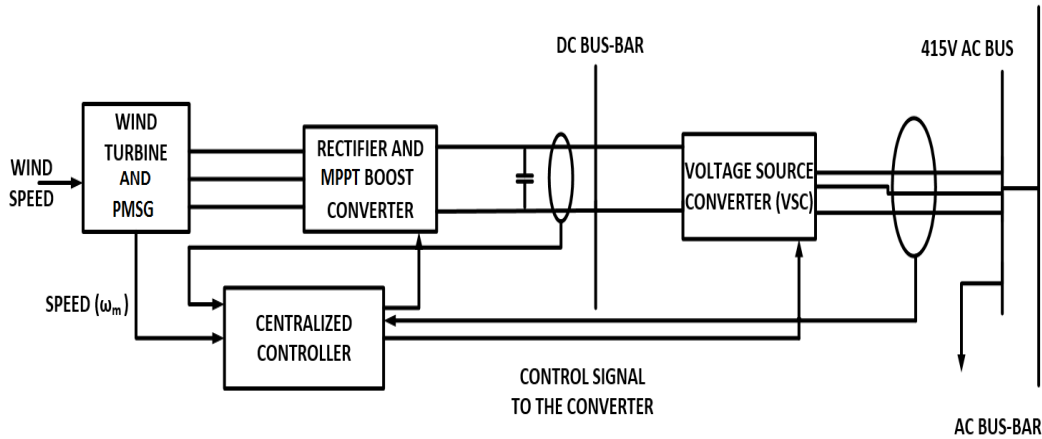 DC BUS-BAR
415V AC BUS
WIND
SPEED
WIND
TURBINE
AND
PMSG
RECTIFIER AND
MPPT BOOST
CONVERTER
VOLTAGE SOURCE
CONVERTER (VSC)
SPEED (ωm)
CENTRALIZED
CONTROLLER
CONTROL SIGNAL
TO THE CONVERTER
AC BUS-BAR